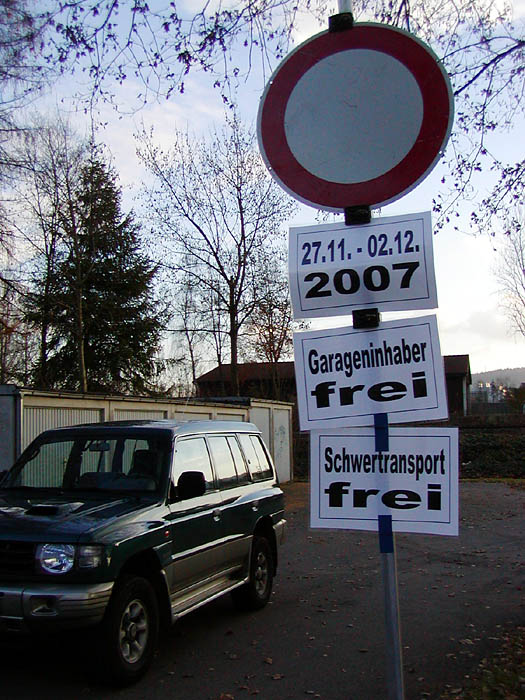 27.11. - 02.12.
2007
Garageninhaber
frei
Schwertransport
frei